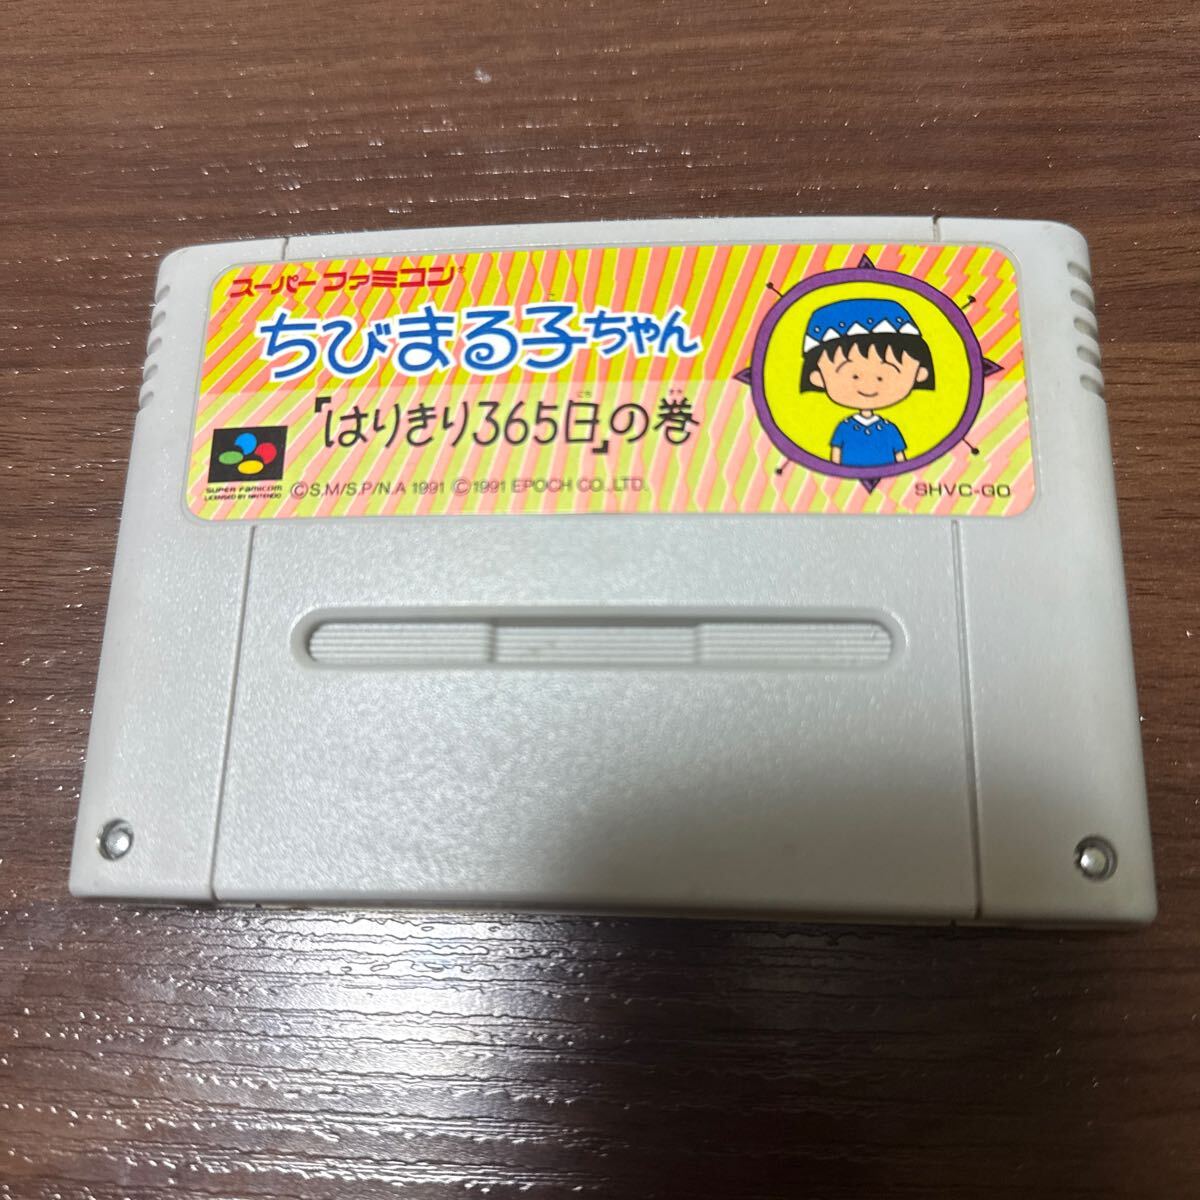 スーパーファミコン®
ちびまる子ちゃん
「はりきり365日」の巻
SUPER Famicom
LICENSED BY NINTENDO
©S.M/S.P/N.A 1991 © 1991 EPOCH CO., LTD.
SHVC-GO